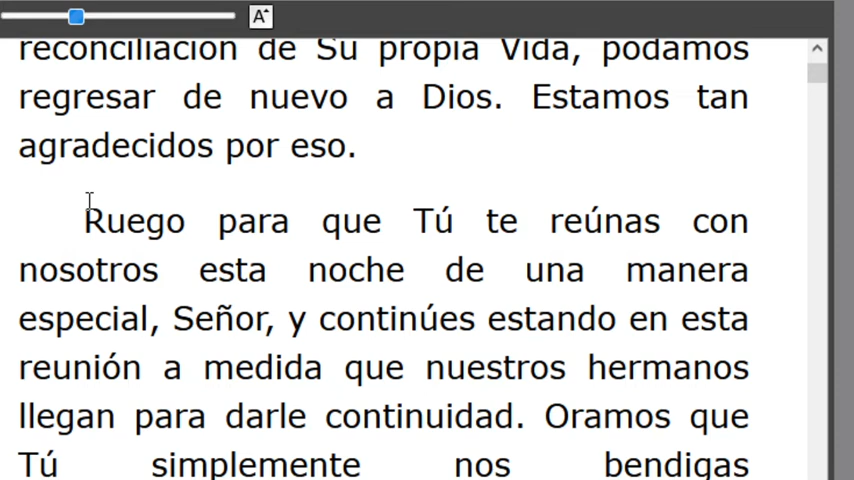 A
reconciliación de Su propia Vida, podamos
regresar de nuevo a Dios. Estamos tan
agradecidos por eso.
Ruego para que Tú te reúnas con
nosotros esta noche de una manera
especial, Señor, y continúes estando en esta
reunión a medida que nuestros hermanos
llegan para darle continuidad. Oramos que
Tú simplemente nos bendigas